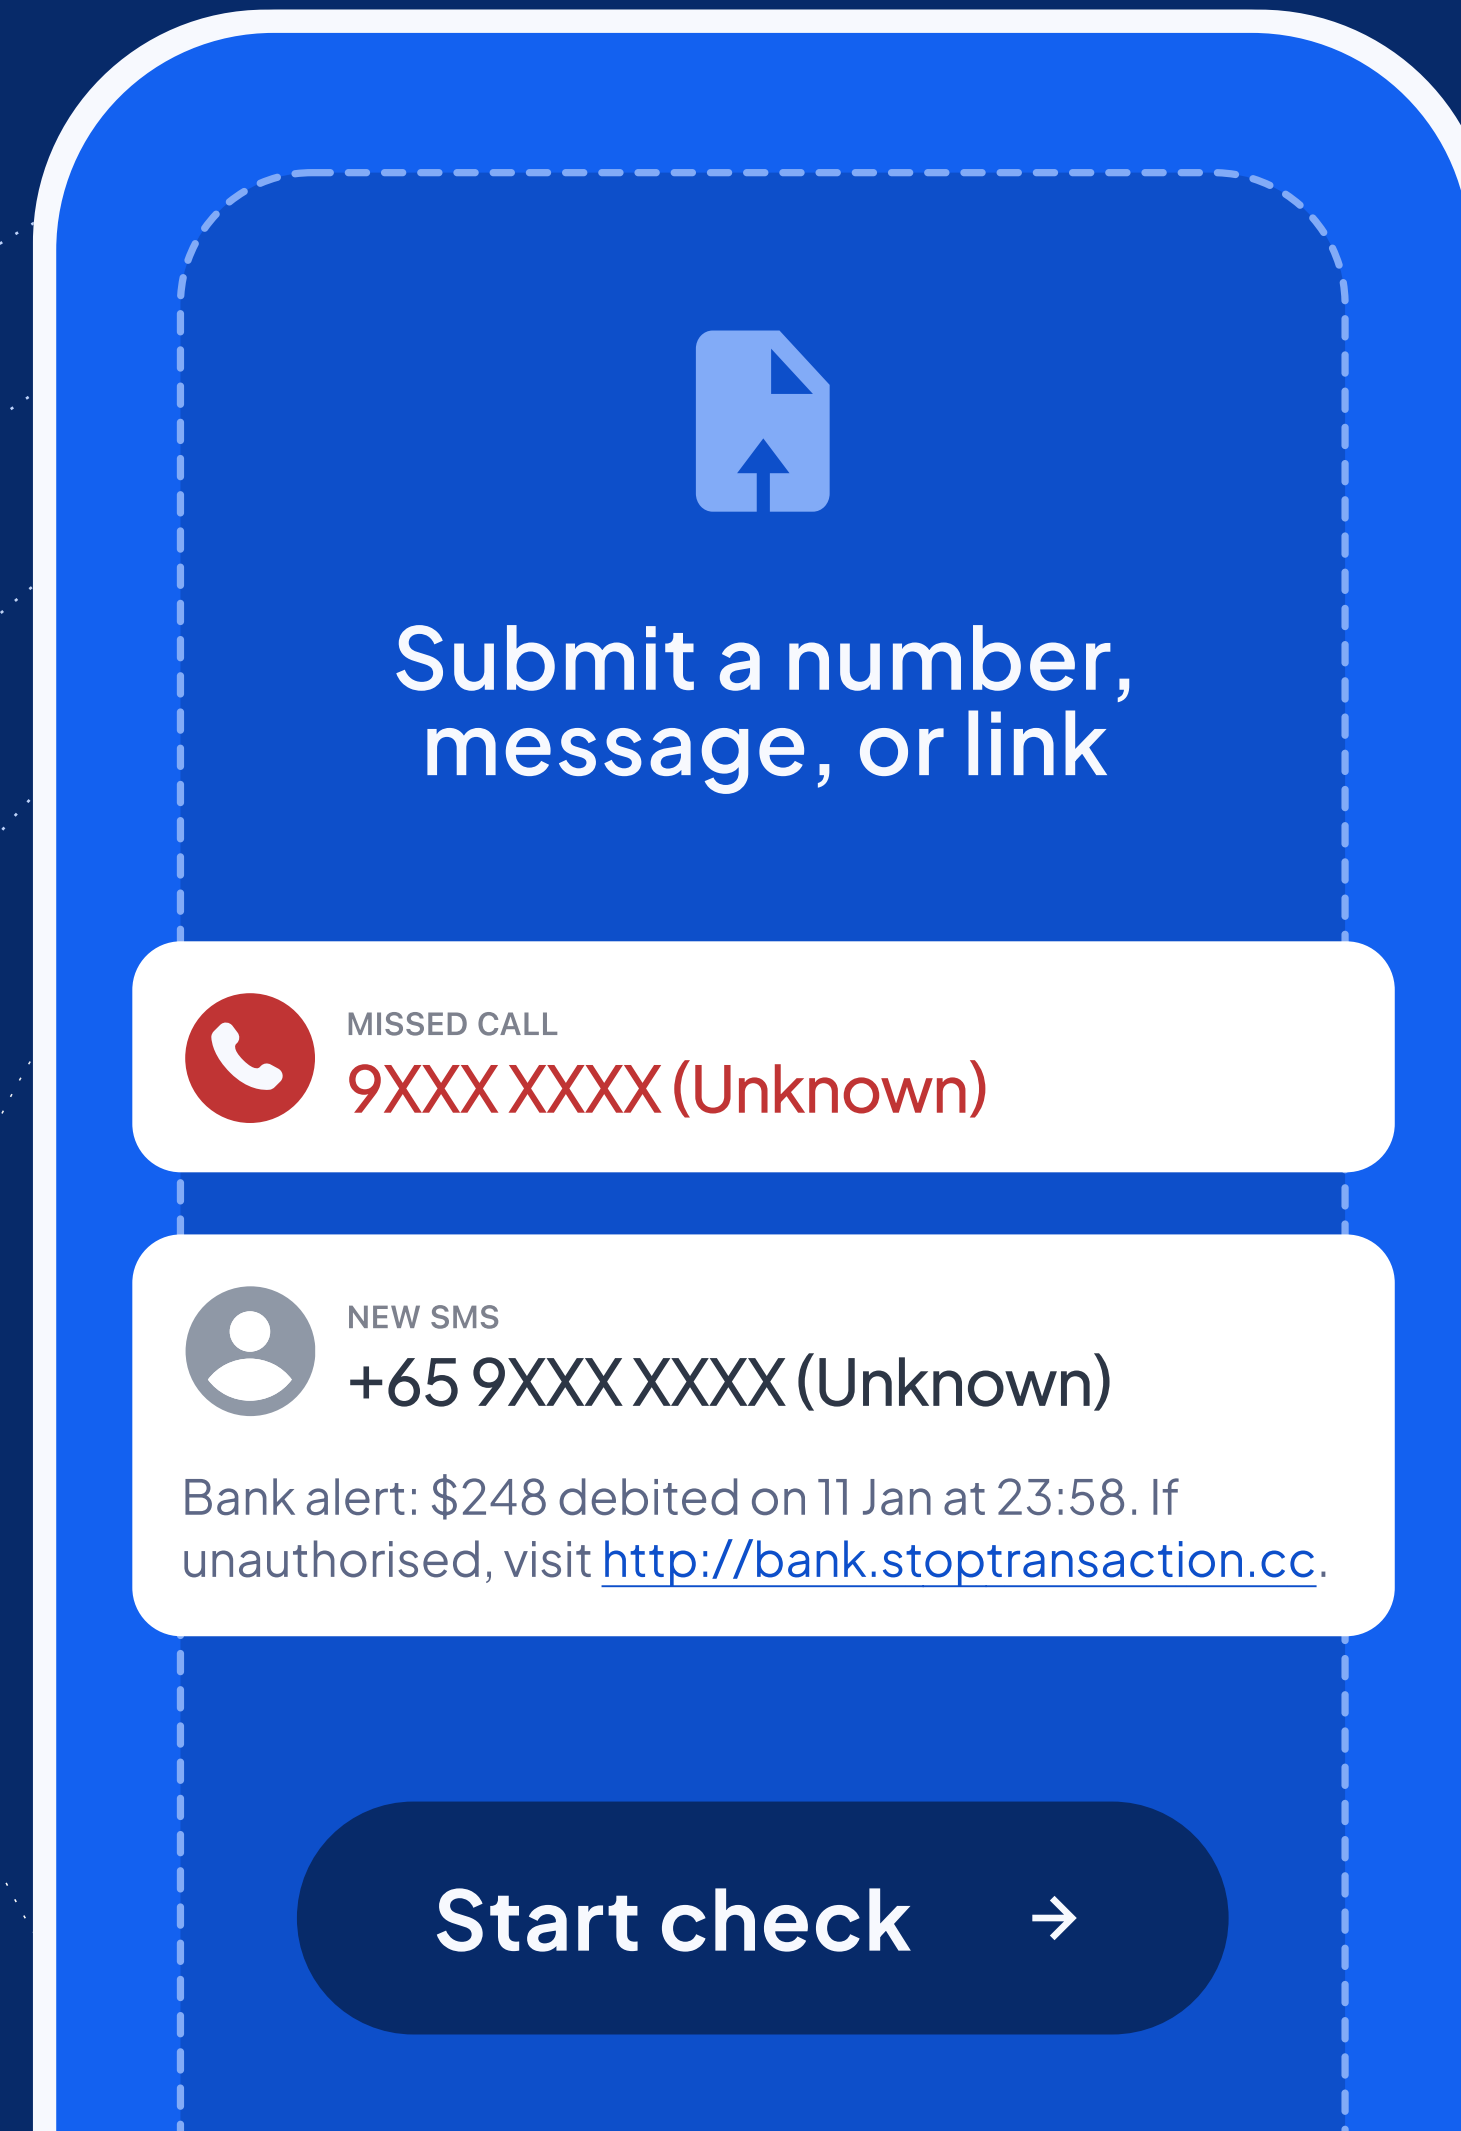 Submit a number,
message, or link
MISSED CALL
9XXX XXXX (Unknown)
NEW SMS
+65 9XXX XXXX (Unknown)
Bank alert: $248 debited on 11 Jan at 23:58. If
unauthorised, visit http://bank.stoptransaction.cc.
Start check →